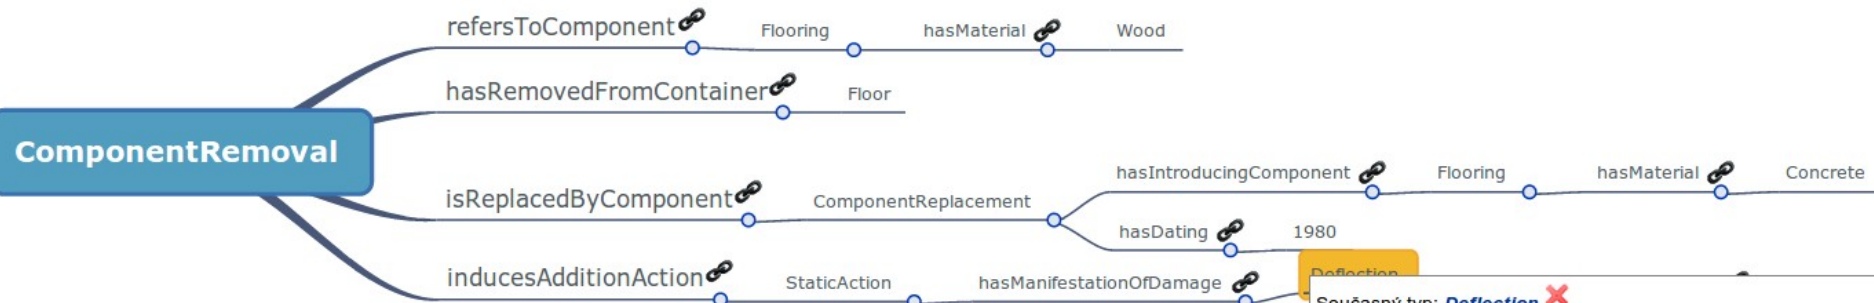 refersToComponent Flooring hasMaterial Wood
hasRemovedFromContainer Floor
ComponentRemoval
hasIntroducingComponent Flooring hasMaterial Concrete
isReplacedByComponent ComponentReplacement
hasDating 1980
inducesAdditionAction StaticAction hasManifestationOfDamage Deflection
Současný typ: Deflection